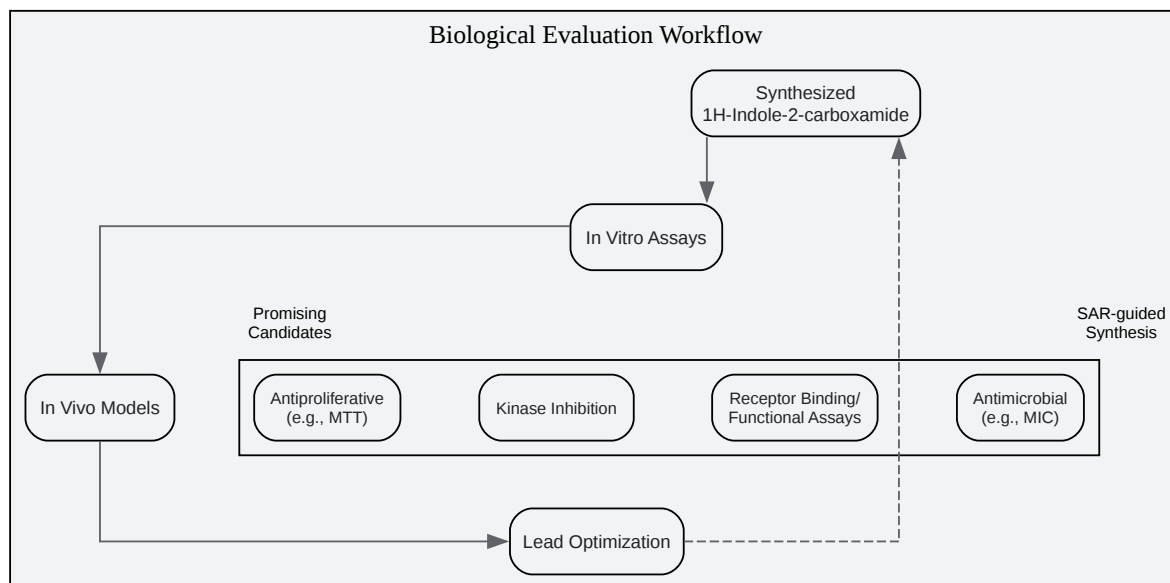 Biological Evaluation Workflow
Synthesized
1H-Indole-2-carboxamide
In Vitro Assays
Promising
Candidates
SAR-guided
Synthesis
In Vivo Models
Antiproliferative
(e.g., MTT)
Kinase Inhibition
Receptor Binding/
Functional Assays
Antimicrobial
(e.g., MIC)
Lead Optimization